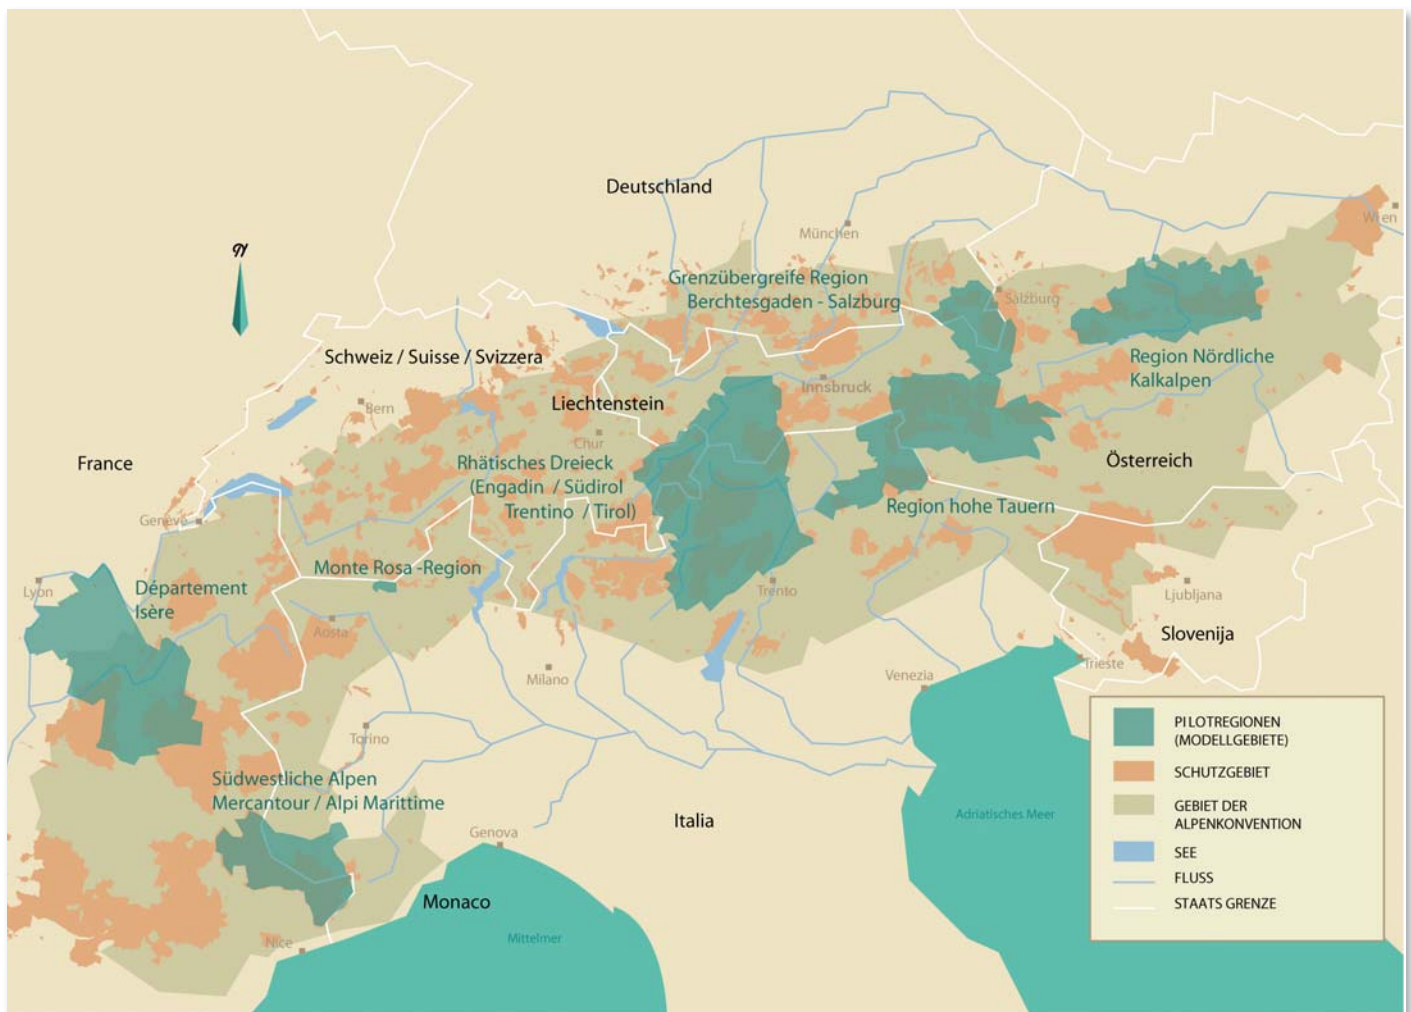 Deutschland
München
Wien
Grenzübergreife Region
Berchtesgaden - Salzburg
Salzburg
Schweiz / Suisse / Svizzera
Region Nördliche
Kalkalpen
Innsbruck
Bern
Liechtenstein
Chur
France
Rhätisches Dreieck
(Engadin / Südirol
Trentino / Tirol)
Österreich
Genève
Region hohe Tauern
Monte Rosa -Region
Lyon
Département
Isère
Trento
Ljubljana
Aosta
Slovenija
Milano
Venezia
Trieste
Torino
Südwestliche Alpen
Mercantour / Alpi Marittime
Genova
Italia
Adriatisches Meer
Monaco
Nice
Mittelmer
PILOTREGIONEN
(MODELLGEBIETE)
SCHUTZGEBIET
GEBIET DER
ALPENKONVENTION
SEE
FLUSS
STAATS GRENZE